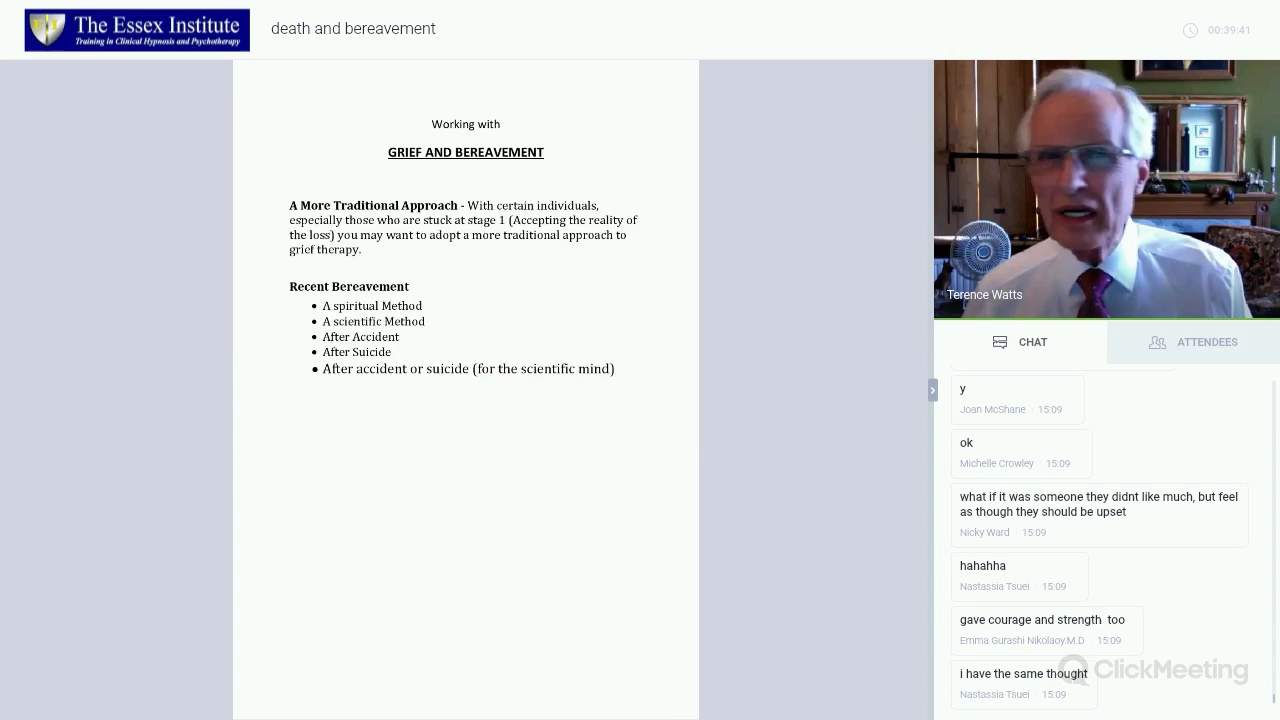 The Essex Institute
Training in Clinical Hypnosis and Psychotherapy
death and bereavement
00:39:41
Working with
GRIEF AND BEREAVEMENT
A More Traditional Approach - With certain individuals,
especially those who are stuck at stage 1 (Accepting the reality of
the loss) you may want to adopt a more traditional approach to
grief therapy.
Recent Bereavement
• A spiritual Method
• A scientific Method
• After Accident
• After Suicide
• After accident or suicide (for the scientific mind)
Terence Watts
CHAT
ATTENDEES
y
Joan McShane 15:09
ok
Michelle Crowley 15:09
what if it was someone they didnt like much, but feel
as though they should be upset
Nicky Ward 15:09
hahahha
Nastassia Tsuei 15:09
gave courage and strength too
Emma Gurashi Nikolaoy.M.D 15:09
i have the same thought
Nastassia Tsuei 15:09
ClickMeeting